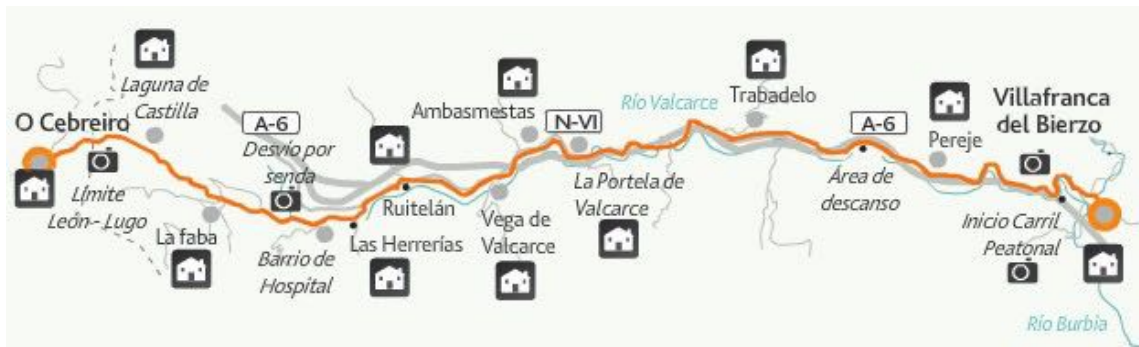 O Cebreiro
Límite
León-Lugo
Laguna de
Castilla
La faba
A-6
Desvío por
senda
Barrio de
Hospital
Las Herrerías
Ruitelán
Ambasmestas
Vega de
Valcarce
N-VI
La Portela de
Valcarce
Río Valcarce
Trabadelo
A-6
Área de
descanso
Pereje
Villafranca
del Bierzo
Inicio Carril
Peatonal
Río Burbia